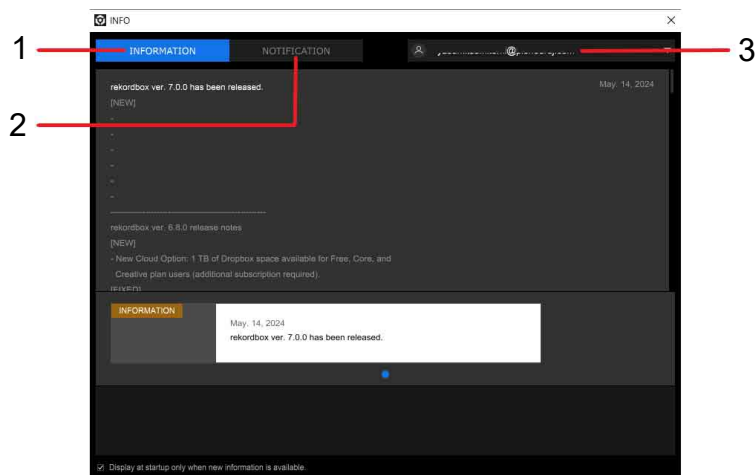 INFO
1
INFORMATION
NOTIFICATION
3
rekordbox ver. 7.0.0 has been released.
May. 14, 2024
[NEW]
-
2
-
-
-
-
-
--------------------------------------------------------
rekordbox ver. 6.8.0 release notes
[NEW]
- New Cloud Option: 1 TB of Dropbox space available for Free, Core, and
Creative plan users (additional subscription required).
[FIXED]
INFORMATION
May. 14, 2024
rekordbox ver. 7.0.0 has been released.
Display at startup only when new information is available.